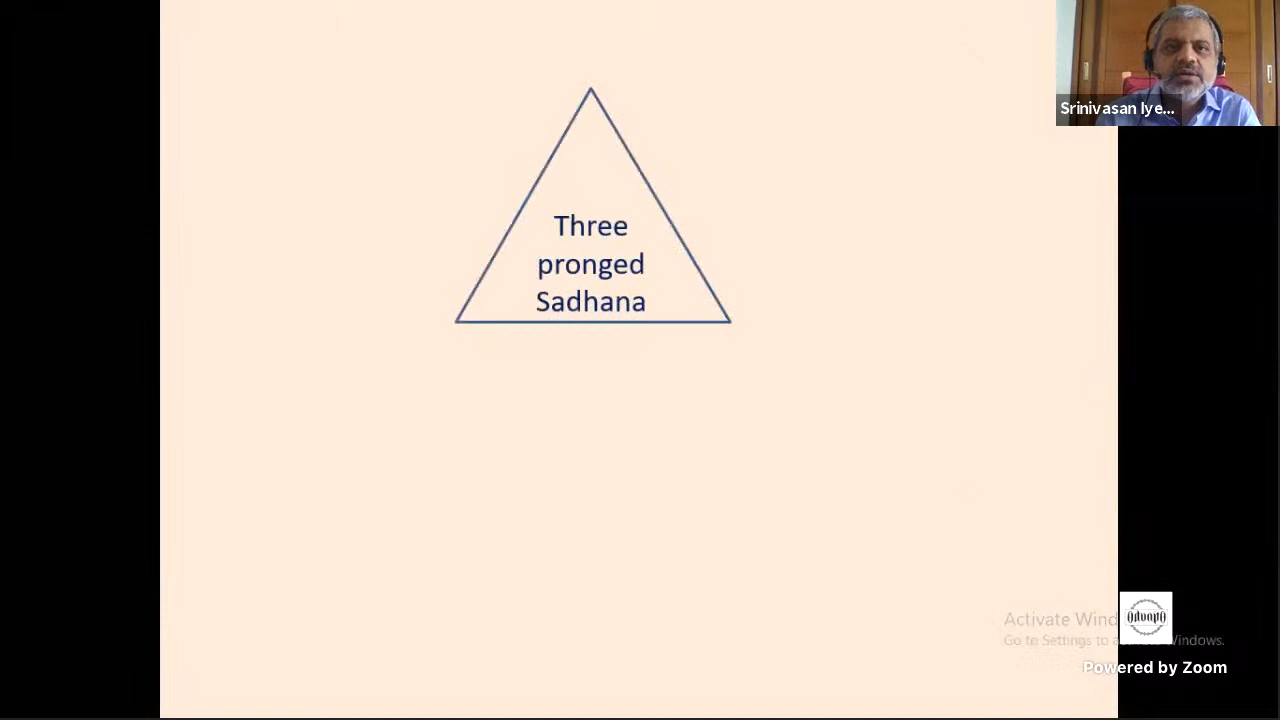 Srinivasan Iye...
Three
pronged
Sadhana
Activate Wind
Go to Settings to a Windows.
Powered by Zoom